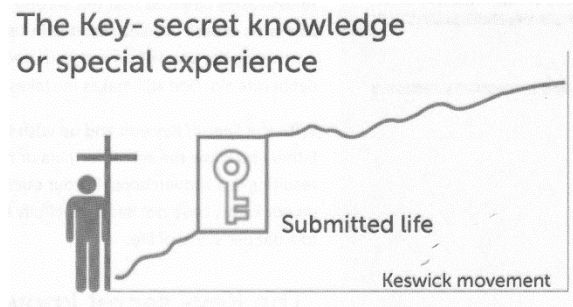 The Key- secret knowledge
or special experience
Submitted life
Keswick movement